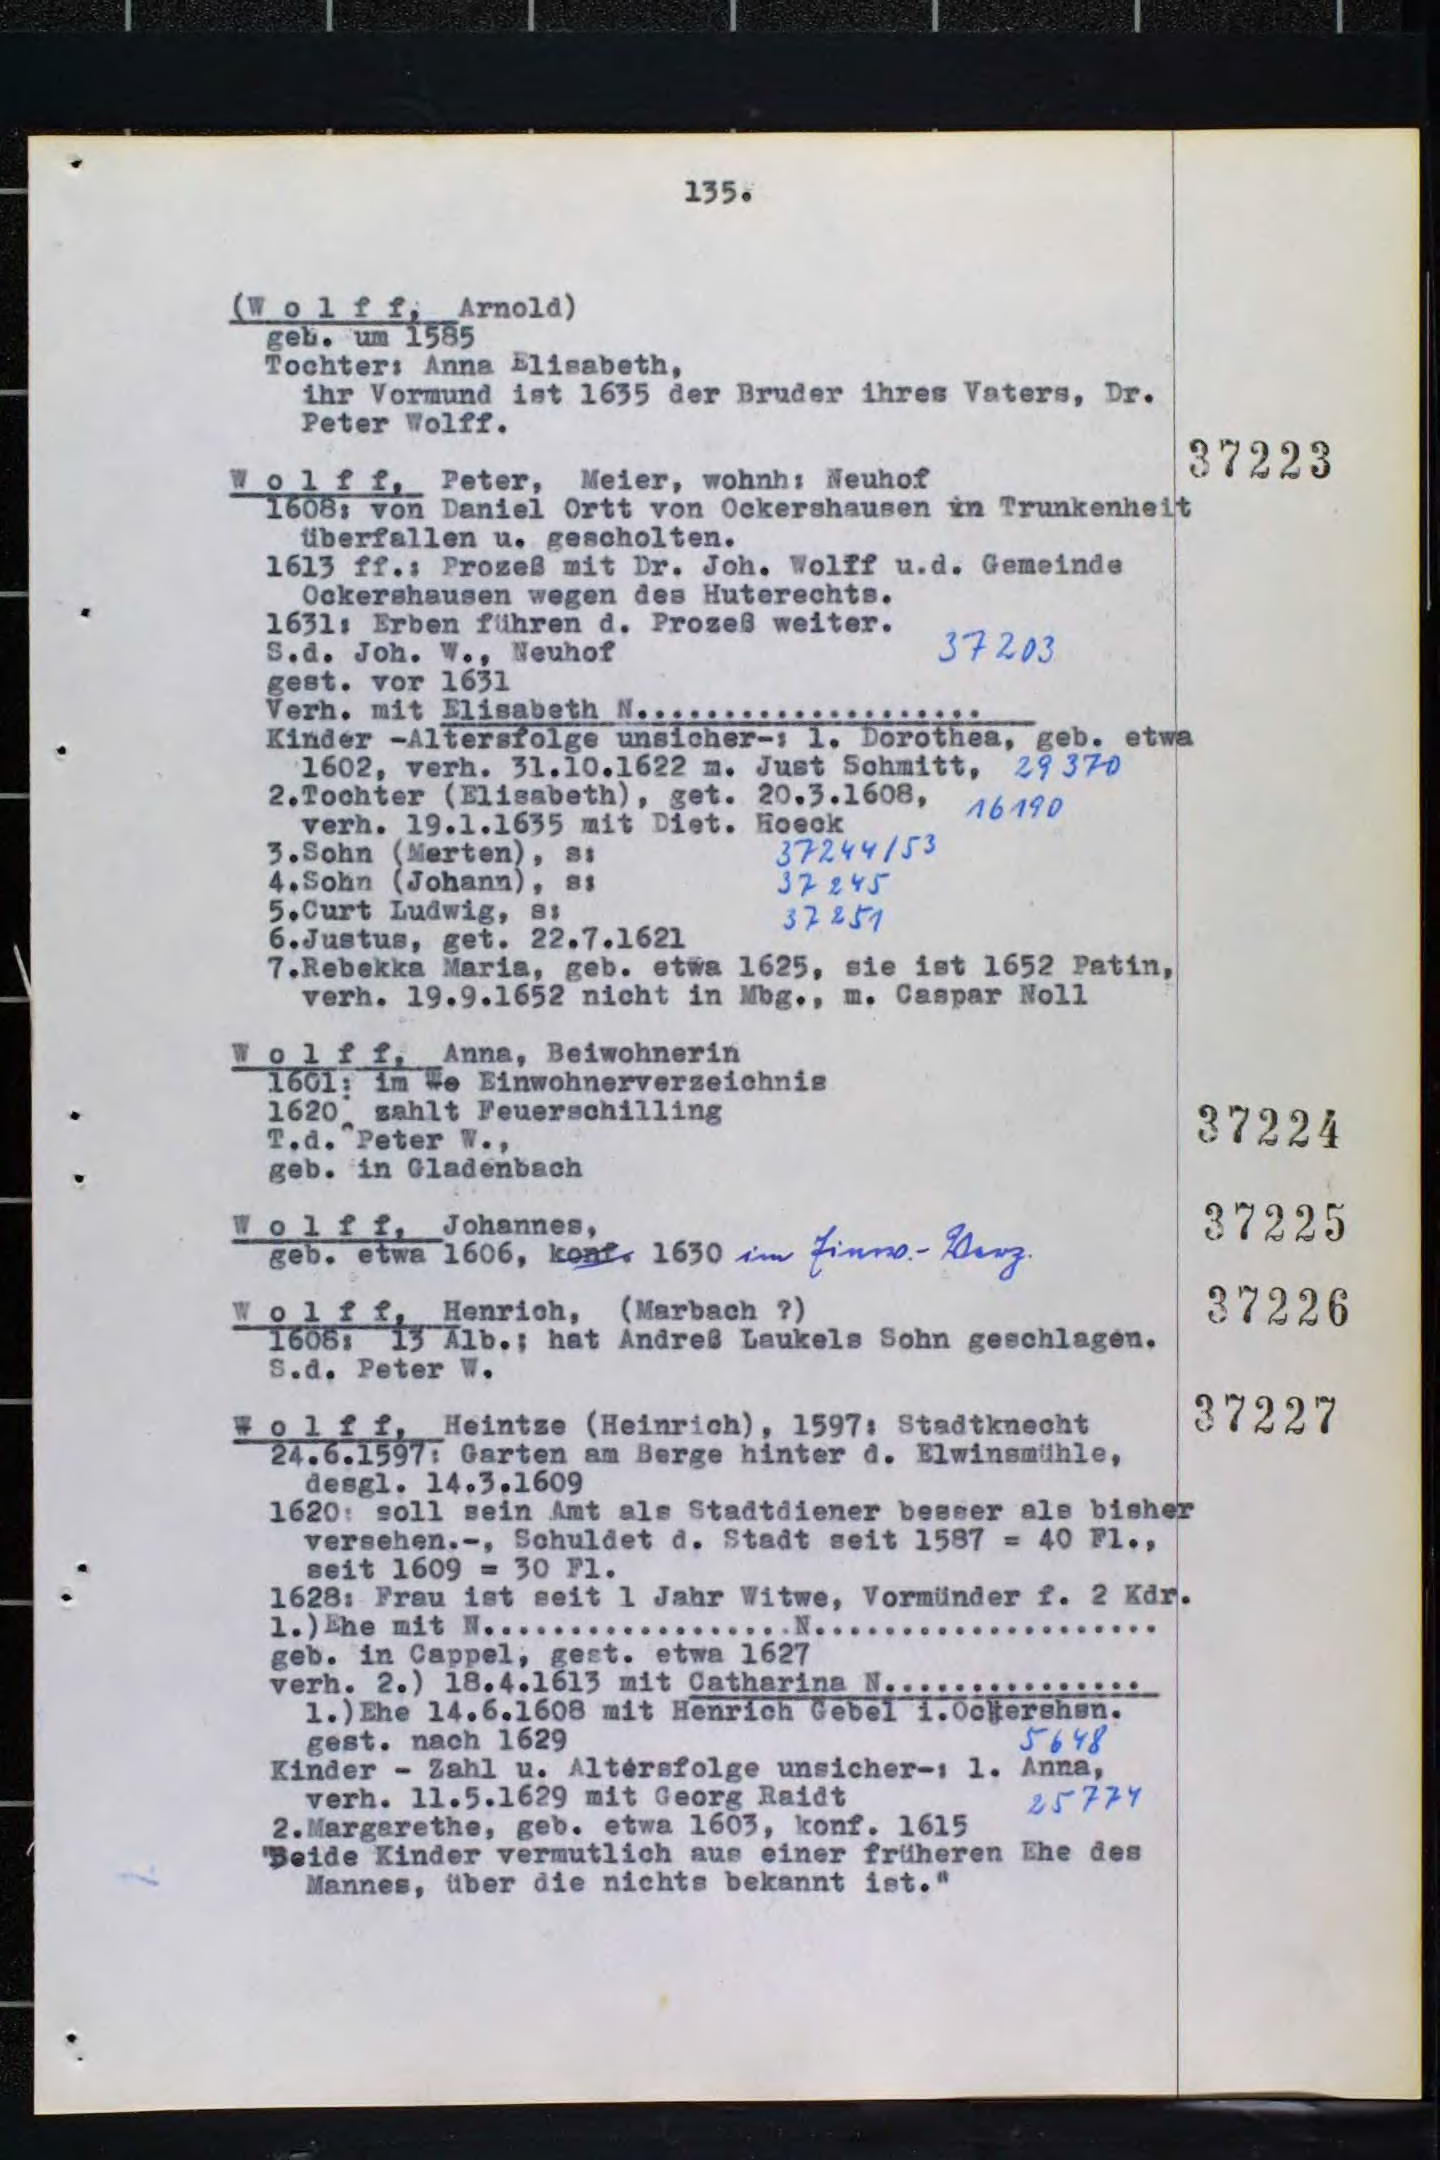 135.
(W o l f f, Arnold)
geb. um 1585
Tochter: Anna Elisabeth,
ihr Vormund ist 1635 der Bruder ihres Vaters, Dr.
Peter Wolff.
37223
W o l f f, Peter, Meier, wohnh: Neuhof
1608: von Daniel Ortt von Ockershausen in Trunkenheit
überfallen u. gescholten.
1613 ff.: Prozeß mit Dr. Joh. Wolff u.d. Gemeinde
Ockershausen wegen des Huterechts.
1631: Erben führen d. Prozeß weiter.
S.d. Joh. W., Neuhof 37203
gest. vor 1631
Verh. mit Elisabeth N....................
Kinder -Altersfolge unsicher-: 1. Dorothea, geb. etwa
1602, verh. 31.10.1622 m. Just Schmitt, 29370
2.Tochter (Elisabeth), get. 20.3.1608, 16190
verh. 19.1.1635 mit Diet. Hoeck
3.Sohn (Merten), s: 37244/53
4.Sohn (Johann), s: 37245
5.Curt Ludwig, s: 37251
6.Justus, get. 22.7.1621
7.Rebekka Maria, geb. etwa 1625, sie ist 1652 Patin,
verh. 19.9.1652 nicht in Mbg., m. Caspar Noll
W o l f f, Anna, Beiwohnerin
1601: im We Einwohnerverzeichnis
1620 zahlt Feuerschilling 37224
T.d. Peter W.,
geb. in Gladenbach
W o l f f, Johannes, 37225
geb. etwa 1606, konf. 1630 im Einw.-Verz.
W o l f f, Henrich, (Marbach ?) 37226
1608: 13 Alb.; hat Andreß Laukels Sohn geschlagen.
S.d. Peter W.
W o l f f, Heintze (Heinrich), 1597: Stadtknecht 37227
24.6.1597: Garten am Berge hinter d. Elwinsmühle,
desgl. 14.3.1609
1620: soll sein Amt als Stadtdiener besser als bisher
versehen.-, Schuldet d. Stadt seit 1587 = 40 Fl.,
seit 1609 = 30 Fl.
1628: Frau ist seit 1 Jahr Witwe, Vormünder f. 2 Kdr.
1.)Ehe mit N..................N....................
geb. in Cappel, gest. etwa 1627
verh. 2.) 18.4.1613 mit Catharina N...............
1.)Ehe 14.6.1608 mit Henrich Gebel i.Ockershsn.
gest. nach 1629 5648
Kinder - Zahl u. Altersfolge unsicher-: 1. Anna,
verh. 11.5.1629 mit Georg Raidt 25774
2.Margarethe, geb. etwa 1603, konf. 1615
"Beide Kinder vermutlich aus einer früheren Ehe des
Mannes, über die nichts bekannt ist."